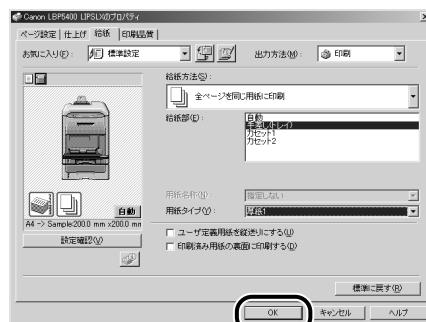 Canon LBP5400 LIPSLXのプロパティ
ページ設定 仕上げ 給紙 印刷品質
お気に入り(F): 標準設定 出力方法(M): 印刷
給紙方法(S):
全ページを同じ用紙に印刷
給紙部(E): 自動
手差し(トレイ)
カセット1
カセット2
用紙名称(N): 指定しない
自動
用紙タイプ(Y): 厚紙1
A4 -> Sample:200.0 mm x200.0 mm
設定確認(V)
ユーザ定義用紙を縦送りにする(U)
印刷済み用紙の裏面に印刷する(D)
標準に戻す(R)
OK キャンセル ヘルプ